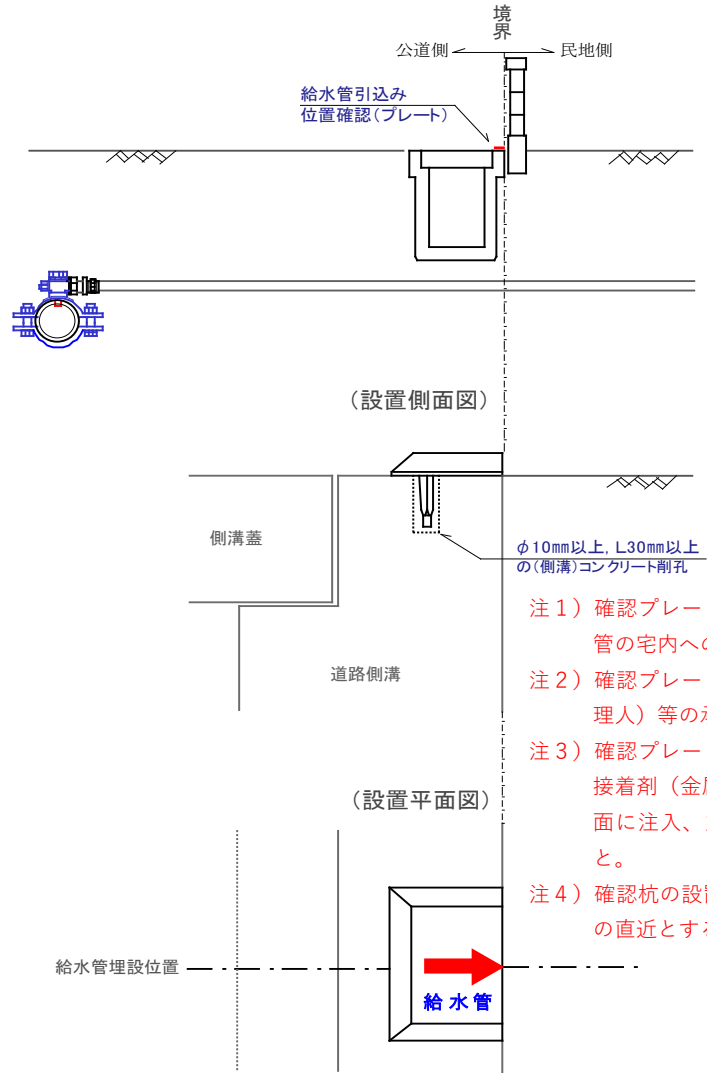 境界
公道側
民地側
給水管引込み
位置確認(プレート)
(設置側面図)
側溝蓋
φ10㎜以上, L30㎜以上
の(側溝)コンクリート削孔
道路側溝
注1)確認プレー
管の宅内へ
注2)確認プレー
理人)等の
注3)確認プレー
接着剤(金
面に注入、
と。
注4)確認杭の設
の直近とす
(設置平面図)
給水管埋設位置
給水管